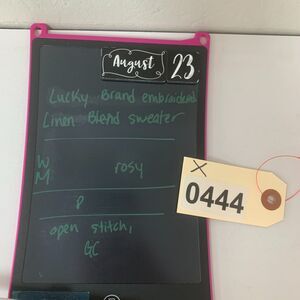 August 23
Lucky Brand embroidered
Linen Blend sweater
W rosy
M
P
open stitch,
GC
X
0444